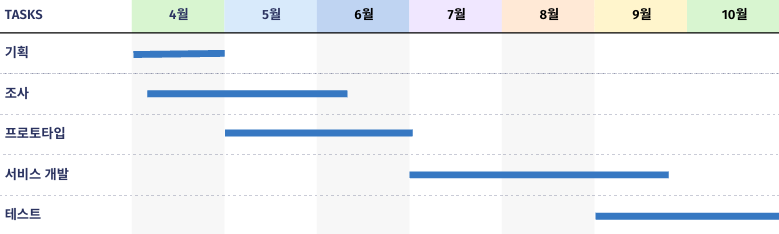 TASKS 4월 5월 6월 7월 8월 9월 10월
기획
조사
프로토타입
서비스 개발
테스트